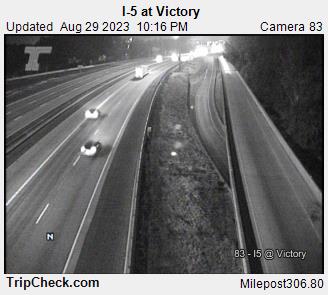 I-5 at Victory
Updated Aug 29 2023 10:16 PM Camera 83
T
N
83 - I5 @ Victory
TripCheck.com Milepost306.80